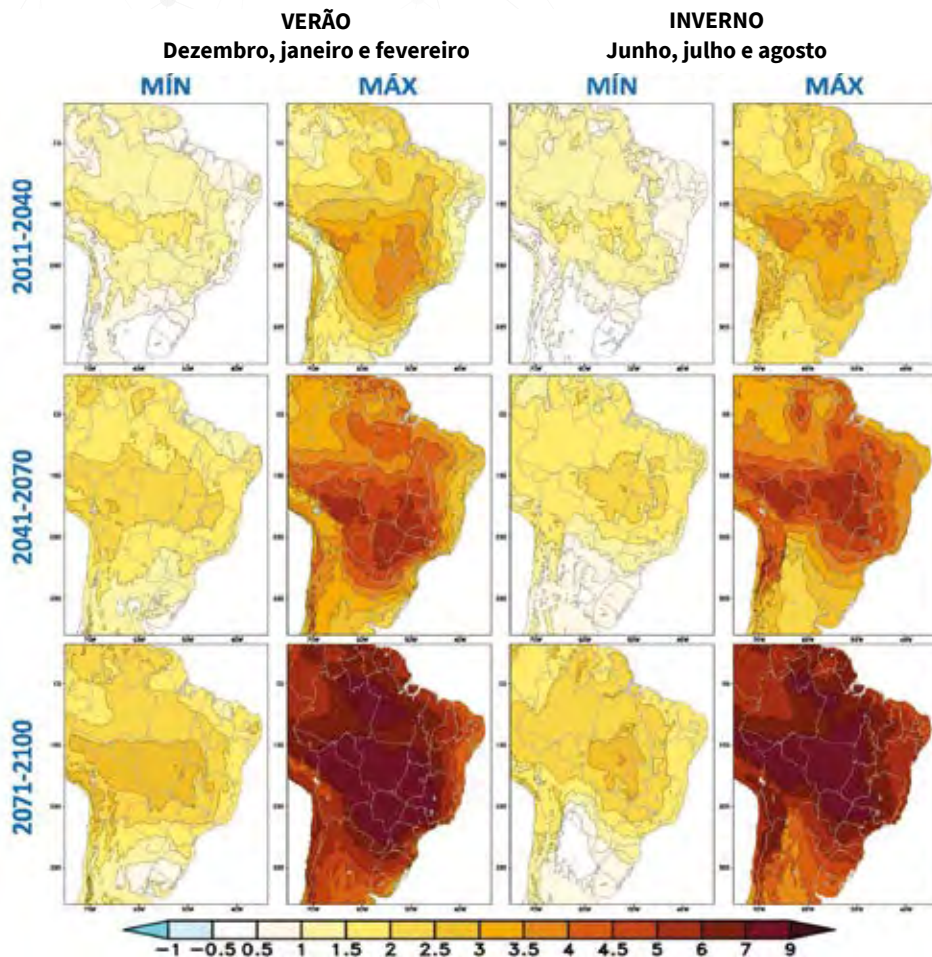 VERÃO
Dezembro, janeiro e fevereiro
INVERNO
Junho, julho e agosto
MÍN
MÁX
MÍN
MÁX
2011-2040
2041-2070
2071-2100
-1 -0.5 0.5 1 1.5 2 2.5 3 3.5 4 4.5 5 6 7 9